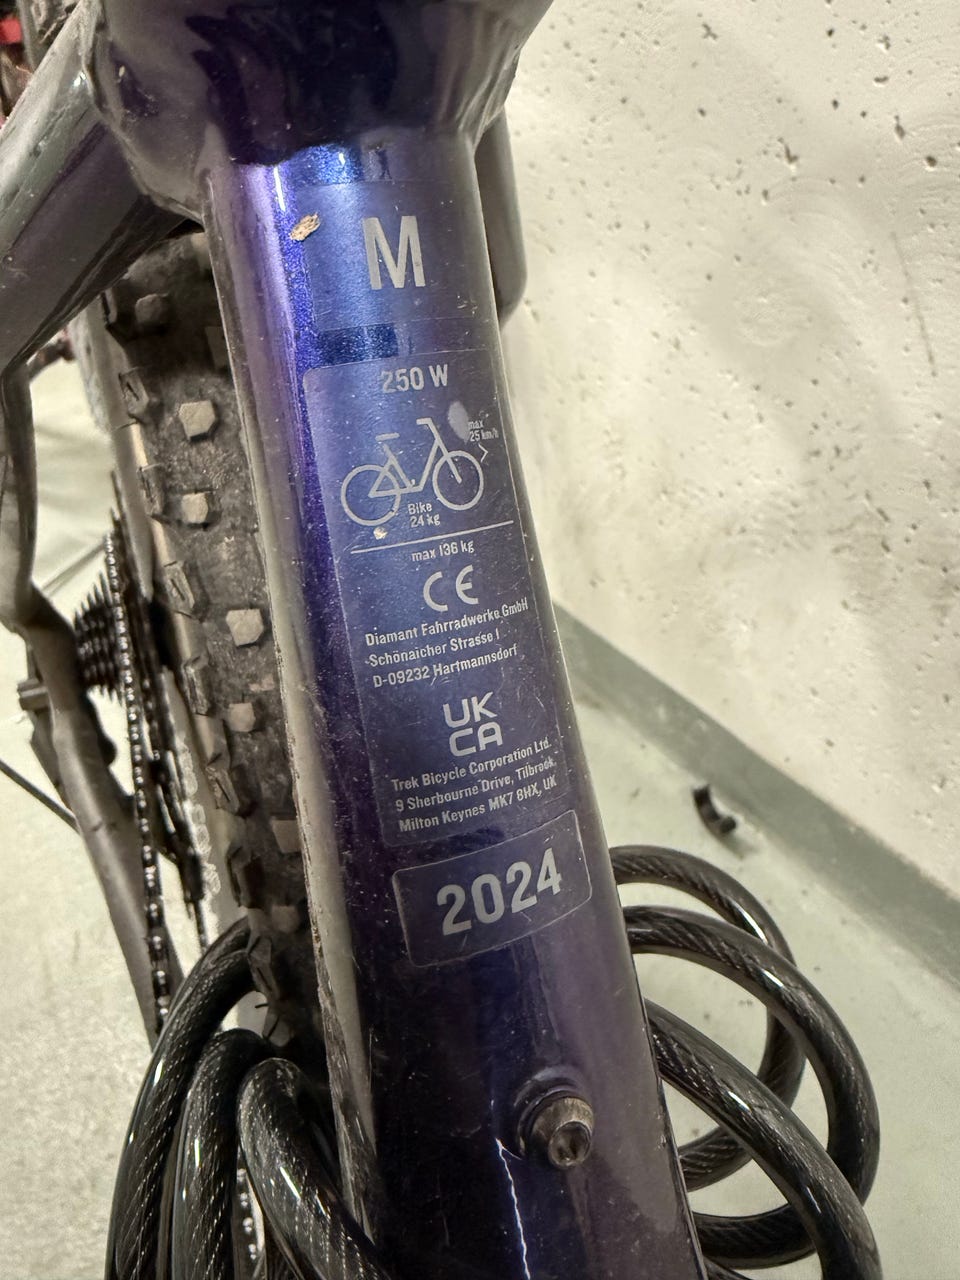 M
250 W
max
25 km/h
Bike
24 kg
max 136 kg
CE
Diamant Fahrradwerke GmbH
Schönaicher Strasse 1
D-09232 Hartmannsdorf
UK
CA
Trek Bicycle Corporation Ltd.
9 Sherbourne Drive, Tilbrook,
Milton Keynes MK7 8HX, UK
2024